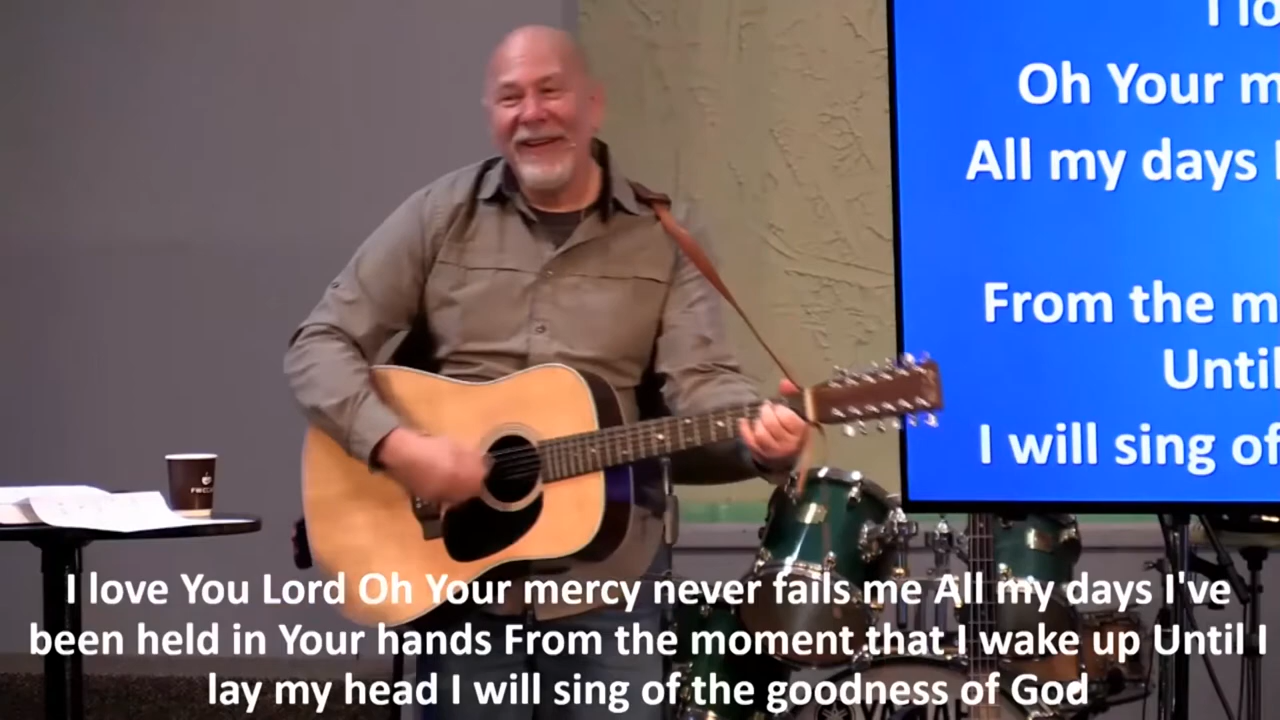 I lo
Oh Your m
All my days I
From the m
Until
I will sing of
I love You Lord Oh Your mercy never fails me All my days I've
been held in Your hands From the moment that I wake up Until I
lay my head I will sing of the goodness of God